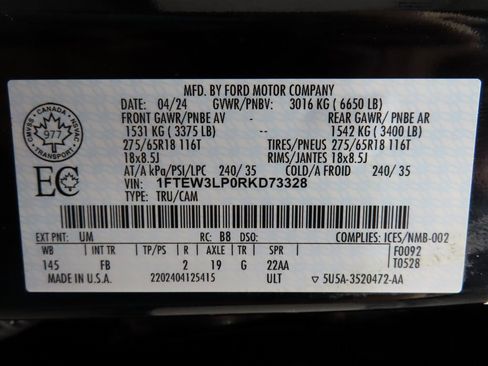 MFD. BY FORD MOTOR COMPANY
DATE: 04/24 GVWR/PNBV: 3016 KG ( 6650 LB)
FRONT GAWR/PNBE AV REAR GAWR/ PNBE AR
1531 KG ( 3375 LB) -- 1542 KG ( 3400 LB)
275/65R18 116T TIRES/PNEUS 275/65R18 116T
18x8.5J RIMS/JANTES 18x8.5J
AT/A kPa/PSI/LPC 240/ 35 COLD/A FROID 240/ 35
VIN: 1FTEW3LP0RKD73328
TYPE: TRU/CAM
CANADA
CMVSS NSVAC
977
TRANSPORT
EC
EXT PNT: UM RC: B8 DSO: COMPLIES: ICES/NMB-002
WB INT TR TP/PS R AXLE TR SPR F0092
145 FB 2 19 G 22AA T0528
MADE IN U.S.A. 2202404125415 ULT 5U5A-3520472-AA